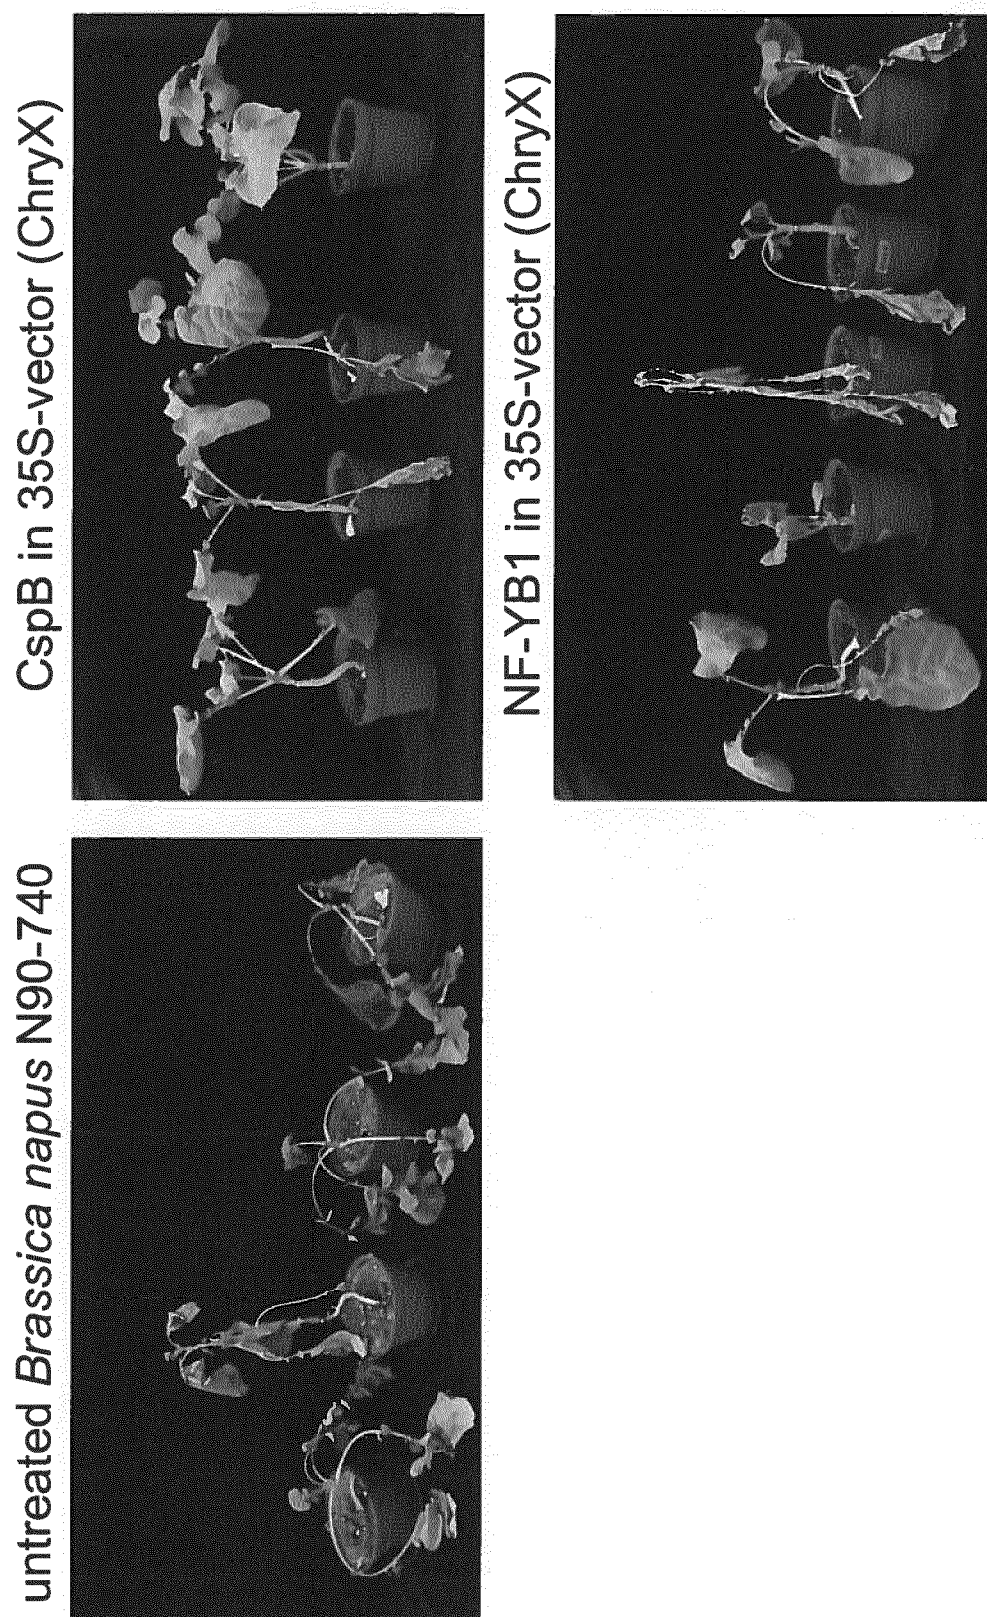 untreated Brassica napus N90-740
CspB in 35S-vector (ChryX)
NF-YB1 in 35S-vector (ChryX)